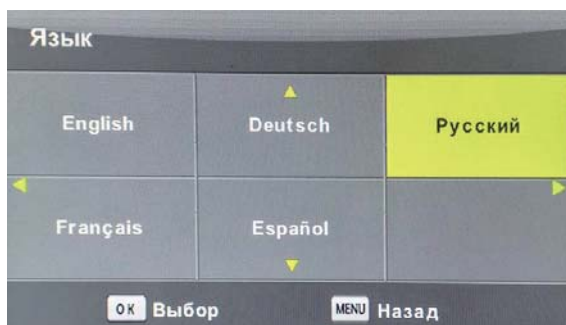 Язык
English Deutsch Русский
Français Español
OK Выбор MENU Назад